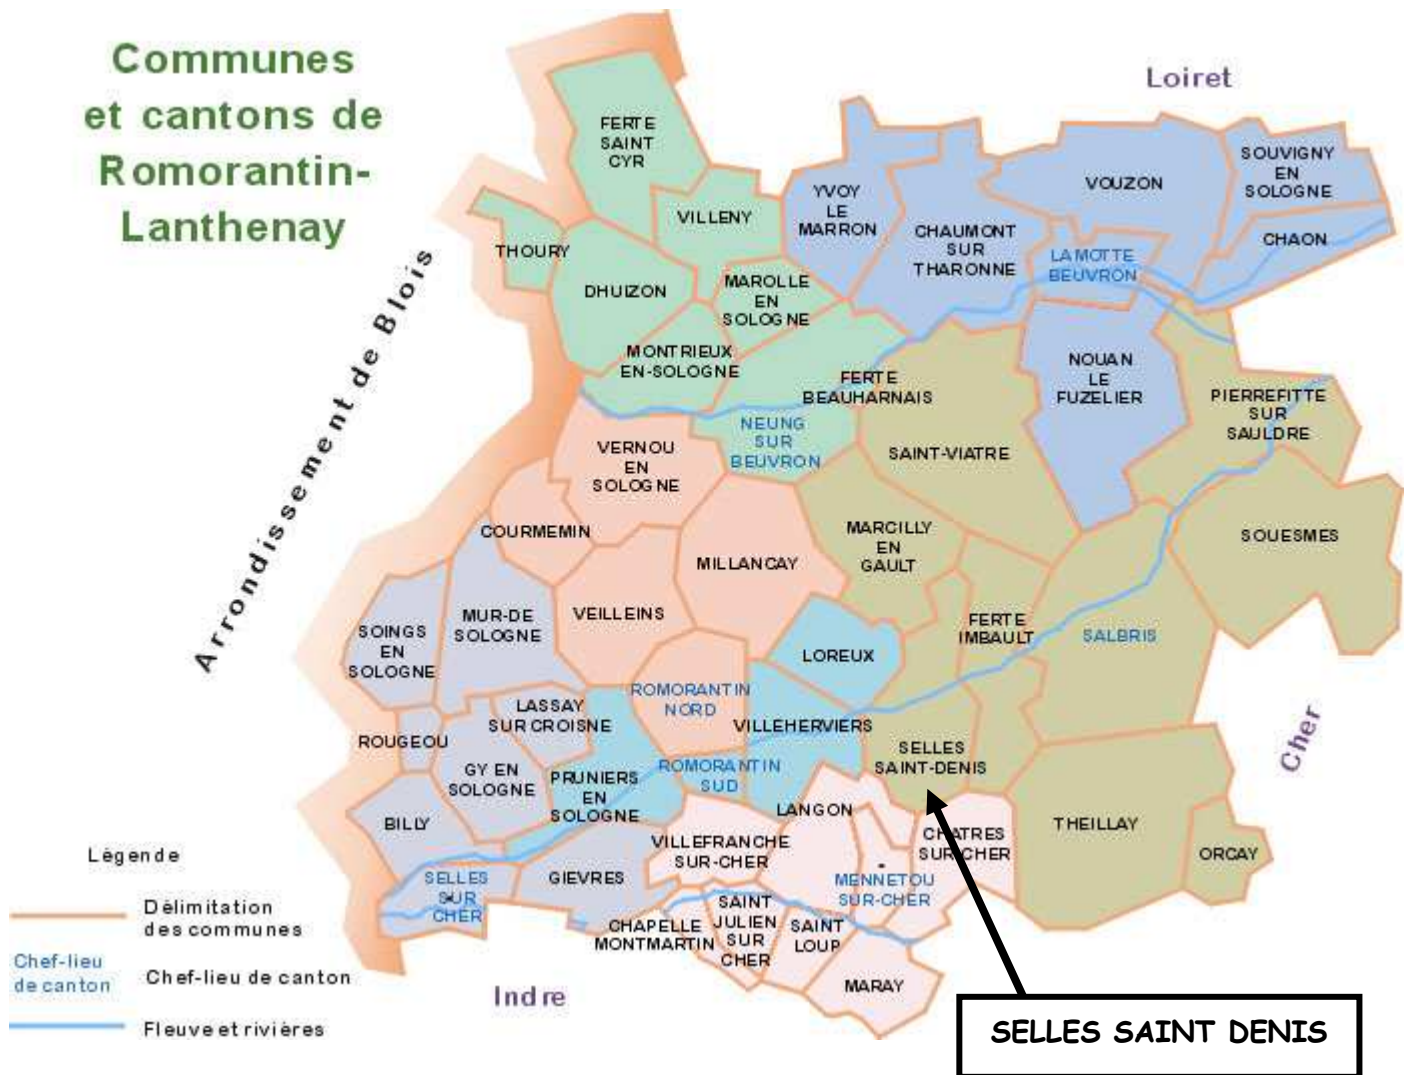 Communes
et cantons de
Romorantin-
Lanthenay
Loiret
FERTE
SAINT
CYR
SOUVIGNY
EN
SOLOGNE
VOUZON
YVOY
LE
MARRON
VILLENY
CHAUMONT
SUR
THARONNE
CHAON
THOURY
LAMOTTE
BEUVRON
DHUIZON
MAROLLE
EN
SOLOGNE
Arrondissement de Blois
MONTRIEUX
EN-SOLOGNE
NOUAN
LE
FUZELIER
FERTE
BEAUHARNAIS
PIERREFITTE
SUR
SAULDRE
NEUNG
SUR
BEUVRON
VERNOU
EN
SOLOGNE
SAINT-VIATRE
COURMEMIN
MARCILLY
EN
GAULT
SOUESMES
MILLANCAY
VEILLEINS
MUR-DE
SOLOGNE
FERTE
IMBAULT
SALBRIS
SOINGS
EN
SOLOGNE
LOREUX
ROMORANTIN
NORD
LASSAY
SUR CROISNE
VILLEHERVIERS
Cher
ROUGEOU
SELLES
SAINT-DENIS
GY EN
SOLOGNE
ROMORANTIN
SUD
PRUNIERS
EN
SOLOGNE
LANGON
BILLY
THEILLAY
CHATRES
SUR-CHER
VILLEFRANCHE
SUR-CHER
ORCAY
Légende
SELLES
SUR
CHER
GIEVRES
MENNETOU
SUR-CHER
Délimitation
des communes
SAINT
JULIEN
SUR
CHER
CHAPELLE
MONTMARTIN
SAINT
LOUP
Chef-lieu
de canton
Chef-lieu de canton
MARAY
Indre
Fleuve et rivières
SELLES SAINT DENIS